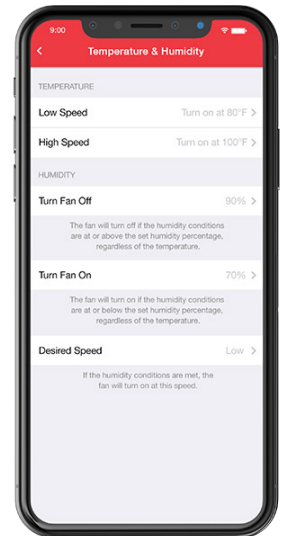 9:00
Temperature & Humidity
TEMPERATURE
Low Speed Turn on at 80°F
High Speed Turn on at 100°F
HUMIDITY
Turn Fan Off 90%
The fan will turn off if the humidity conditions
are at or above the set humidity percentage,
regardless of the temperature.
Turn Fan On 70%
The fan will turn on if the humidity conditions
are at or below the set humidity percentage,
regardless of the temperature.
Desired Speed Low
If the humidity conditions are met, the
fan will turn on at this speed.